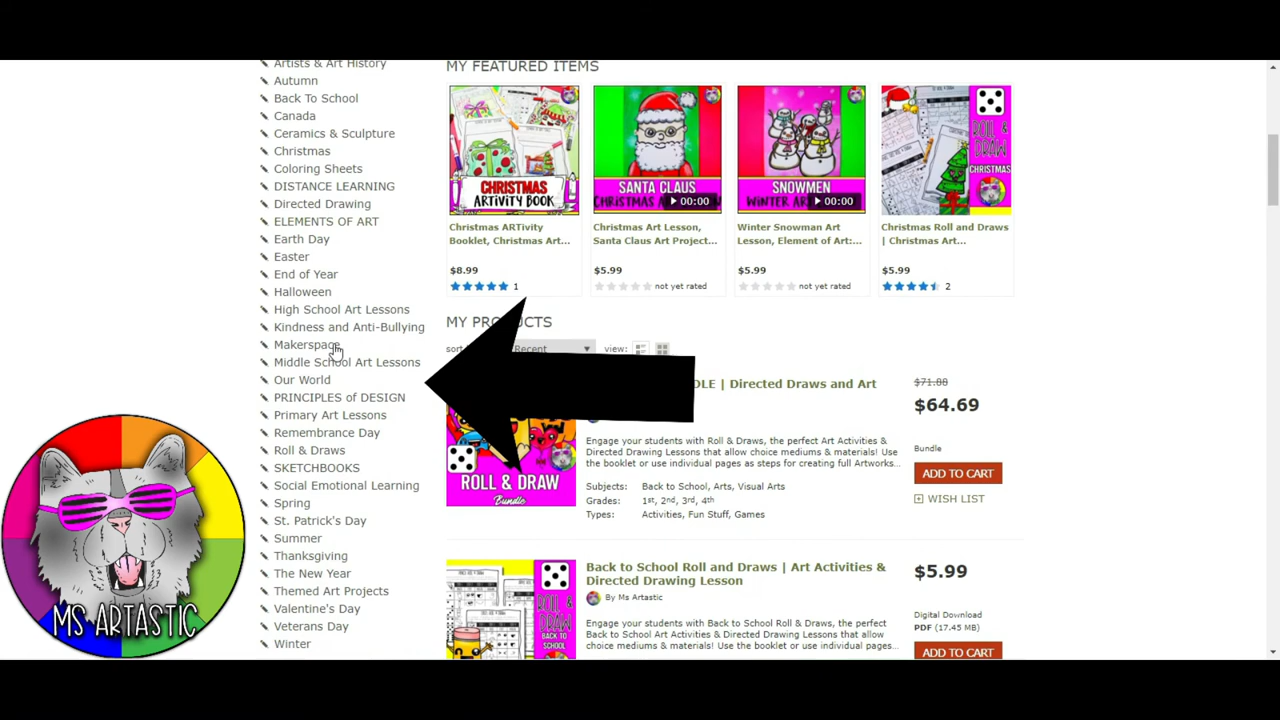 Artists & Art History
Autumn
Back To School
Canada
Ceramics & Sculpture
Christmas
Coloring Sheets
DISTANCE LEARNING
Directed Drawing
ELEMENTS OF ART
Earth Day
Easter
End of Year
Halloween
High School Art Lessons
Kindness and Anti-Bullying
Makerspace
Middle School Art Lessons
Our World
PRINCIPLES of DESIGN
Primary Art Lessons
Remembrance Day
Roll & Draws
SKETCHBOOKS
Social Emotional Learning
Spring
St. Patrick's Day
Summer
Thanksgiving
The New Year
Themed Art Projects
Valentine's Day
Veterans Day
Winter
MY FEATURED ITEMS
CHRISTMAS
ARTIVITY BOOK
Christmas ARTivity
Booklet, Christmas Art...
$8.99
1
SANTA CLAUS
00:00
Christmas Art Lesson,
Santa Claus Art Project...
$5.99
not yet rated
SNOWMEN
00:00
Winter Snowman Art
Lesson, Element of Art:...
$5.99
not yet rated
ROLL &
DRAW
CHRISTMAS
Christmas Roll and Draws
| Christmas Art...
$5.99
2
MY PRODUCTS
Recent
view:
| Directed Draws and Art
$71.88
$64.69
Engage your students with Roll & Draws, the perfect Art Activities &
Directed Drawing Lessons that allow choice mediums & materials! Use
the booklet or use individual pages as steps for creating full Artworks...
Bundle
ADD TO CART
WISH LIST
Subjects: Back to School, Arts, Visual Arts
Grades: 1st, 2nd, 3rd, 4th
Types: Activities, Fun Stuff, Games
ROLL & DRAW
Bundle
Back to School Roll and Draws | Art Activities &
Directed Drawing Lesson
By Ms Artastic
$5.99
Digital Download
PDF (17.45 MB)
Engage your students with Back to School Roll & Draws, the perfect
Back to School Art Activities & Directed Drawing Lessons that allow
choice mediums & materials! Use the booklet or use individual pages...
ADD TO CART
ROLL &
DRAW
BACK TO
SCHOOL
MS ARTASTIC